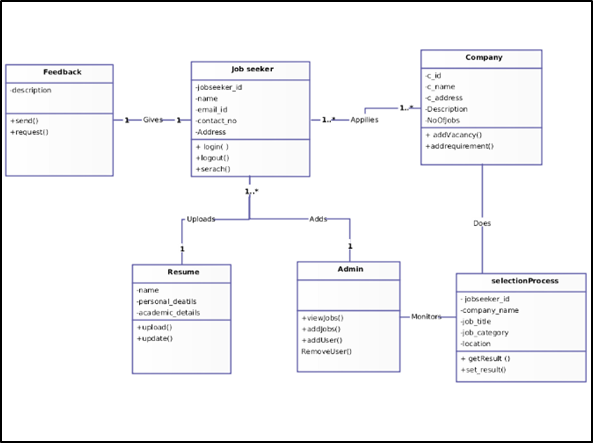 Feedback
-description
+send()
+request()
1 Gives 1
Job seeker
-jobseeker_id
-name
-email_id
-contact_no
-Address
+ login( )
+logout()
+serach()
1..* Appliies 1..*
Company
-c_id
-c_name
-c_address
-Description
-NoOfJobs
+ addVacancy()
+addrequirement()
1..*
Uploads
Adds
Does
1
1
Resume
-name
-personal_deatils
-academic_details
+upload()
+update()
Admin
+viewJobs()
+addJobs()
+addUser()
RemoveUser()
Monitors
selectionProcess
- jobseeker_id
-company_name
-job_title
-job_category
-location
+ getResult ()
+set_result()